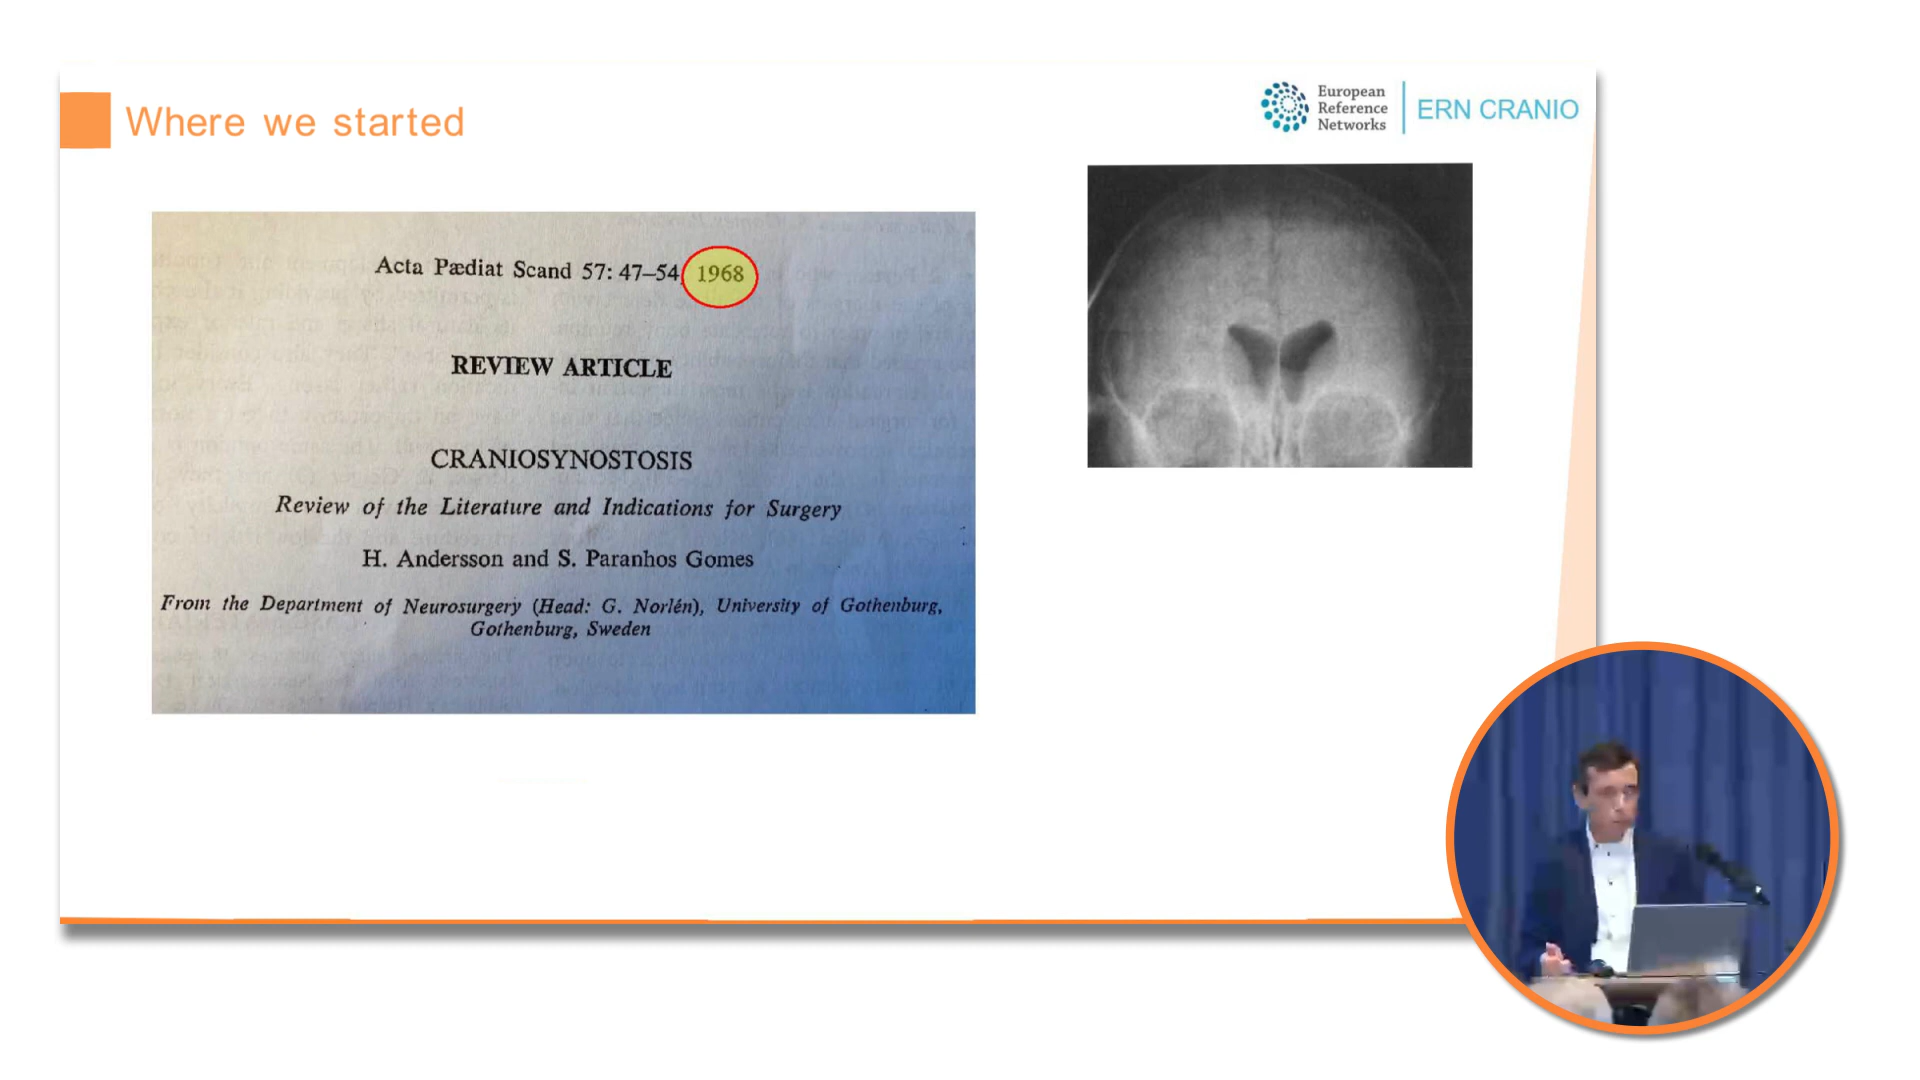 Where we started
European
Reference
Networks
ERN CRANIO
Acta Pædiat Scand 57: 47–54, 1968
REVIEW ARTICLE
CRANIOSYNOSTOSIS
Review of the Literature and Indications for Surgery
H. Andersson and S. Paranhos Gomes
From the Department of Neurosurgery (Head: G. Norlén), University of Gothenburg,
Gothenburg, Sweden